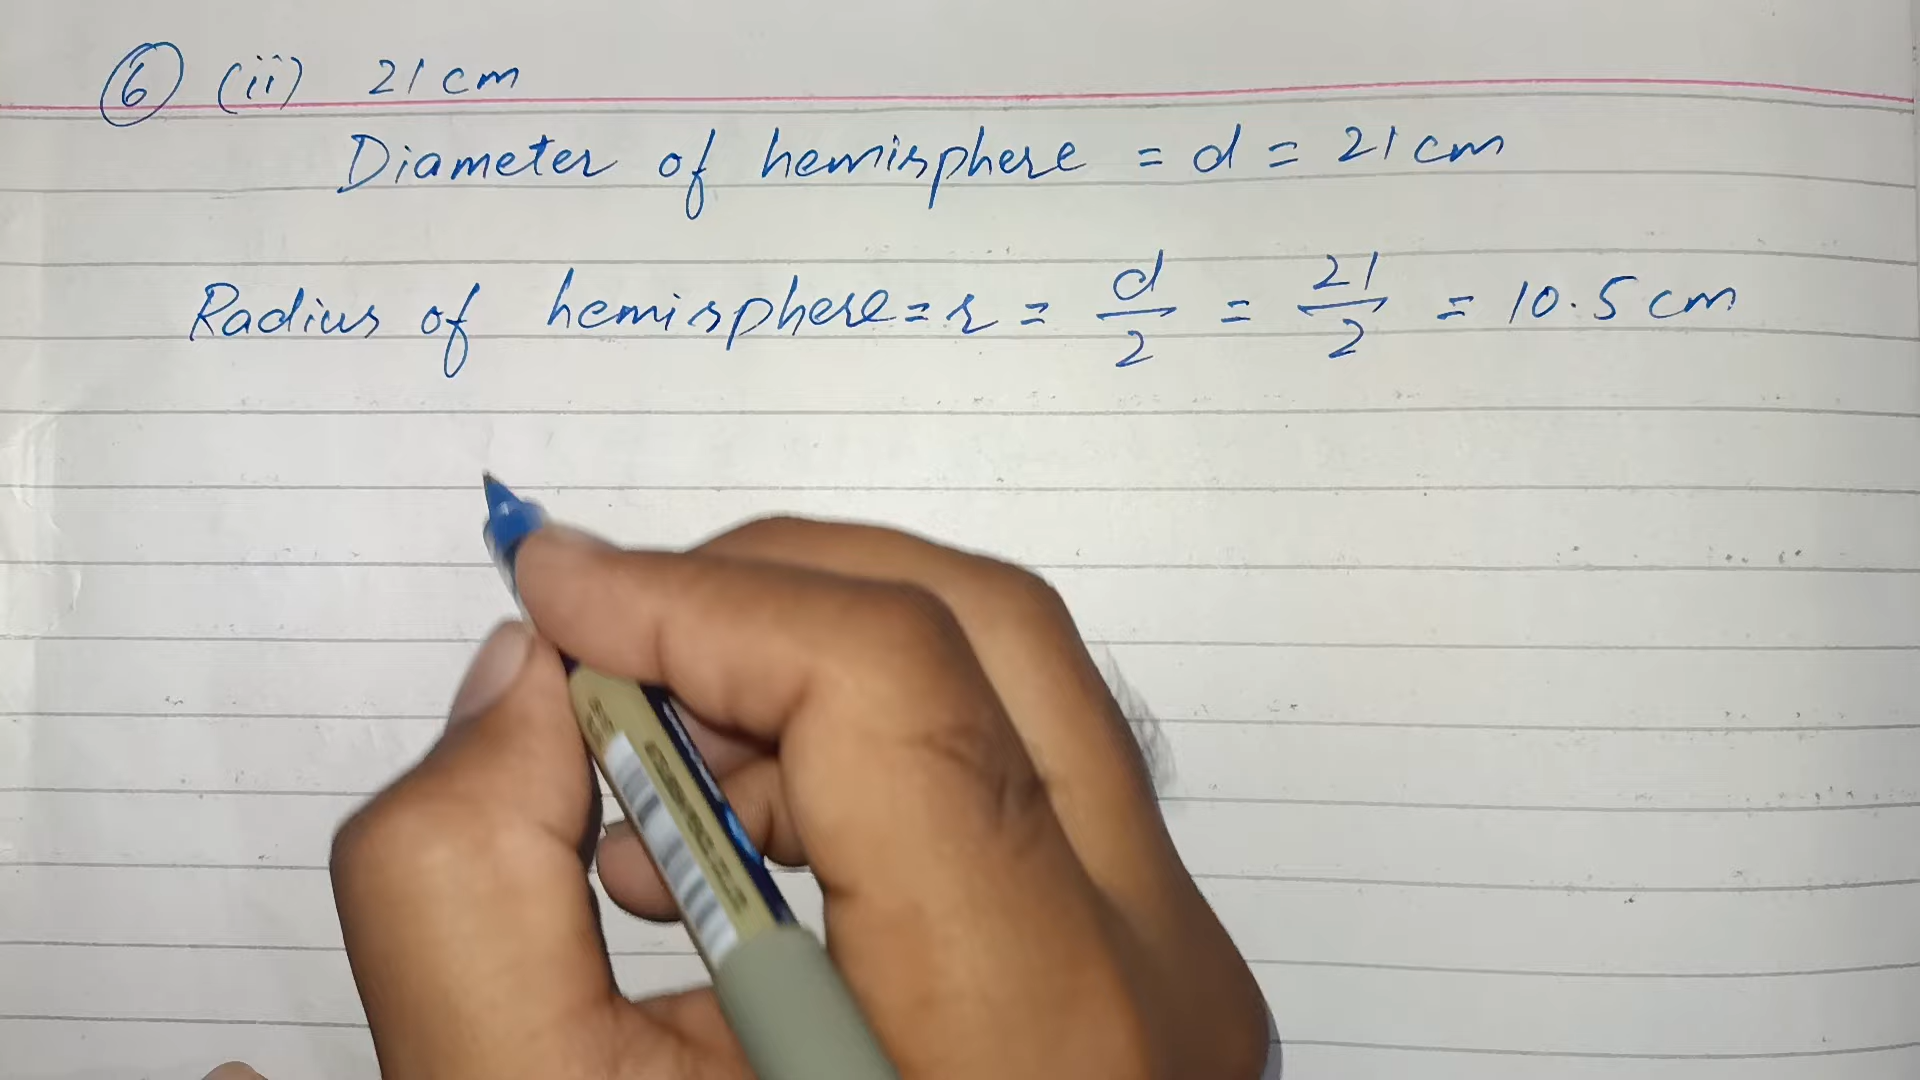 6 (ii) 21 cm
Diameter of hemisphere = d = 21 cm
Radius of hemisphere = r = d/2 = 21/2 = 10.5 cm